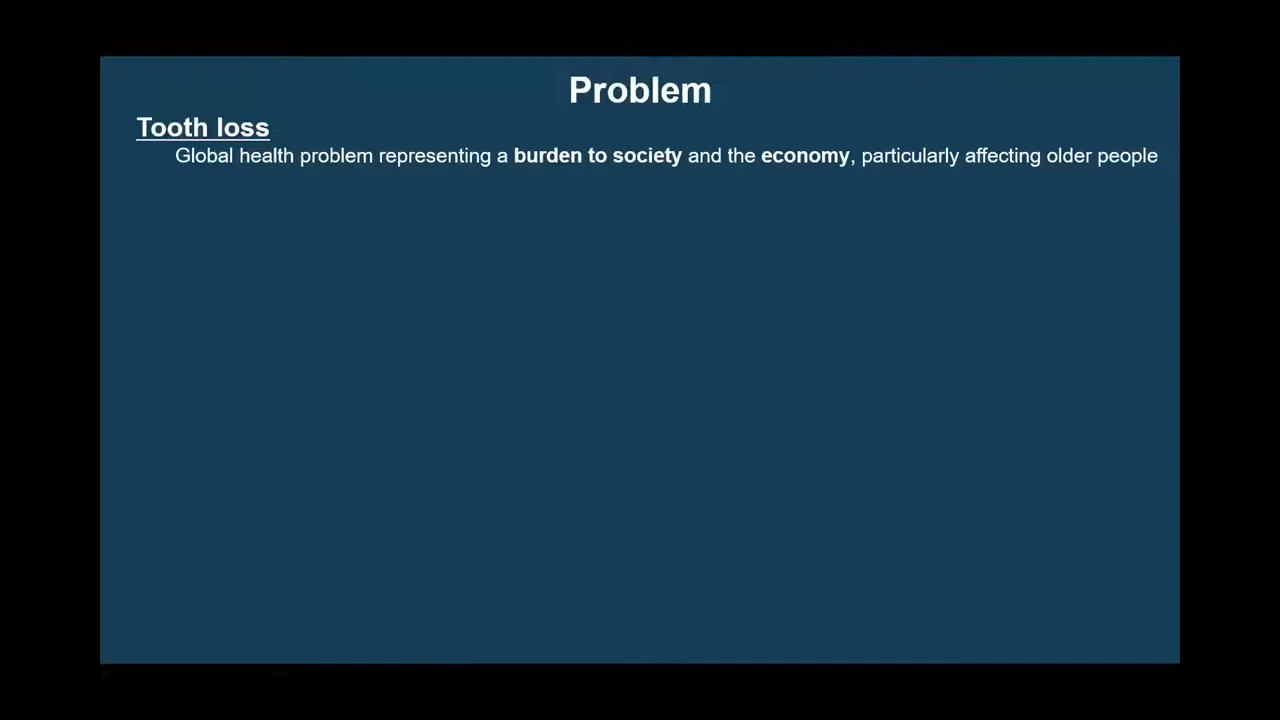 Problem
Tooth loss
Global health problem representing a burden to society and the economy, particularly affecting older people